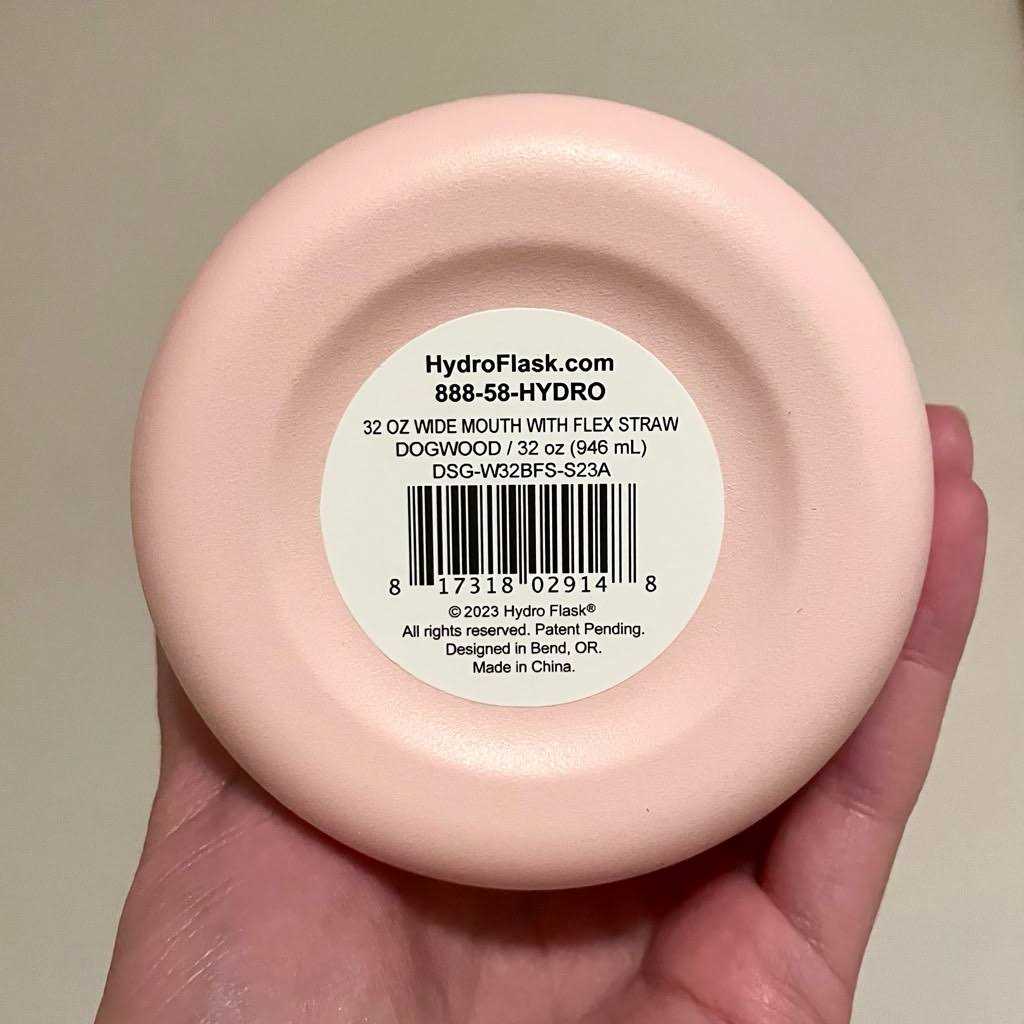 HydroFlask.com
888-58-HYDRO
32 OZ WIDE MOUTH WITH FLEX STRAW
DOGWOOD / 32 oz (946 mL)
DSG-W32BFS-S23A
8 17318 02914 8
© 2023 Hydro Flask®
All rights reserved. Patent Pending.
Designed in Bend, OR.
Made in China.